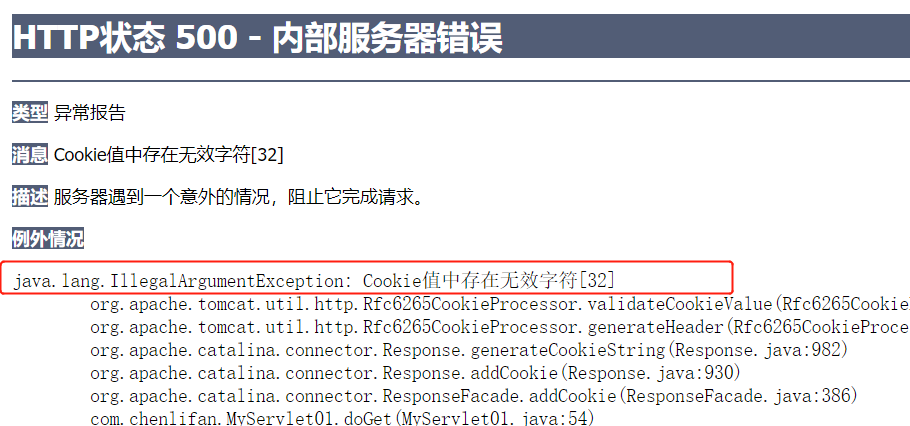 HTTP状态 500 - 内部服务器错误
类型 异常报告
消息 Cookie值中存在无效字符[32]
描述 服务器遇到一个意外的情况，阻止它完成请求。
例外情况
java.lang.IllegalArgumentException: Cookie值中存在无效字符[32]
org.apache.tomcat.util.http.Rfc6265CookieProcessor.validateCookieValue(Rfc6265Cookie
org.apache.tomcat.util.http.Rfc6265CookieProcessor.generateHeader(Rfc6265CookieProce
org.apache.catalina.connector.Response.generateCookieString(Response.java:982)
org.apache.catalina.connector.Response.addCookie(Response.java:930)
org.apache.catalina.connector.ResponseFacade.addCookie(ResponseFacade.java:386)
com.chenlifan.MyServlet01.doGet(MyServlet01.java:54)